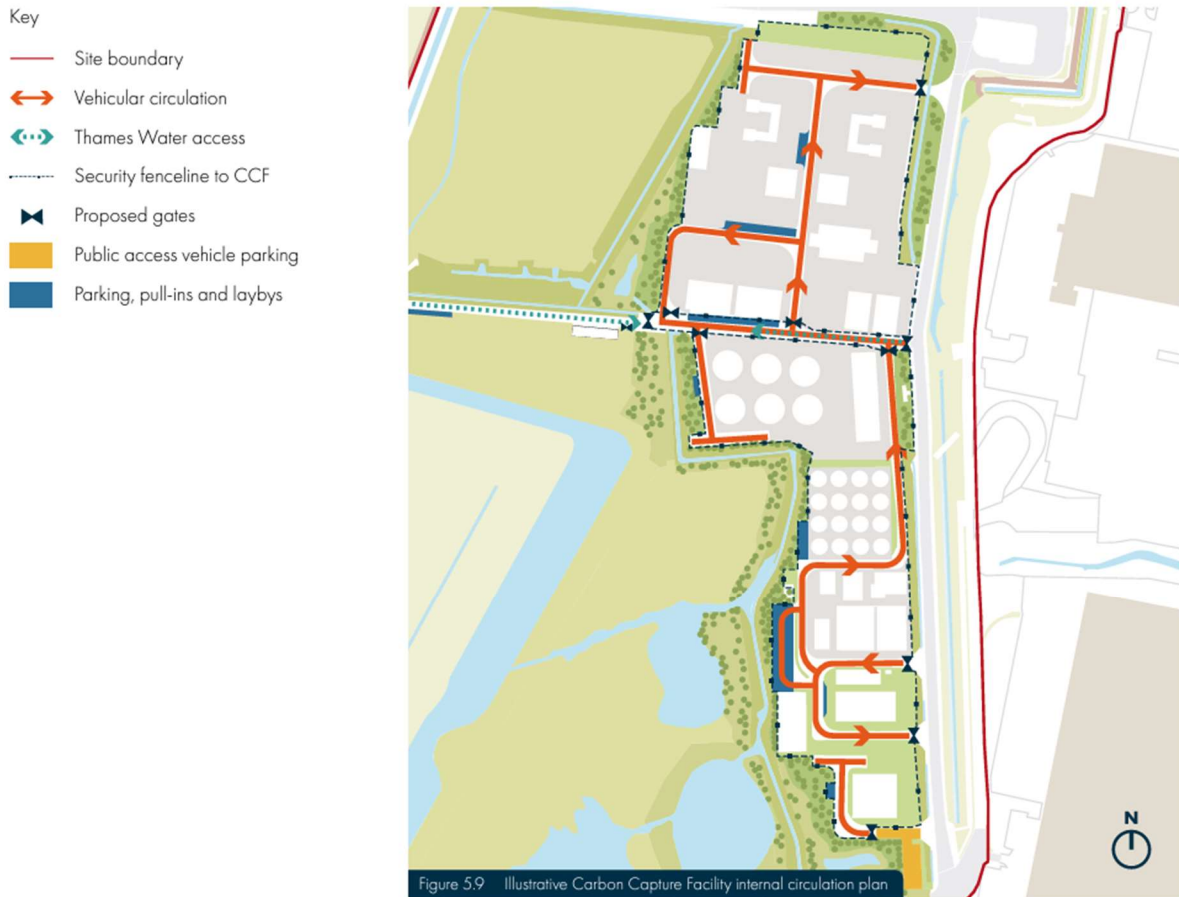 Key
Site boundary
Vehicular circulation
Thames Water access
Security fenceline to CCF
Proposed gates
Public access vehicle parking
Parking, pull-ins and laybys
N
Figure 5.9 Illustrative Carbon Capture Facility internal circulation plan